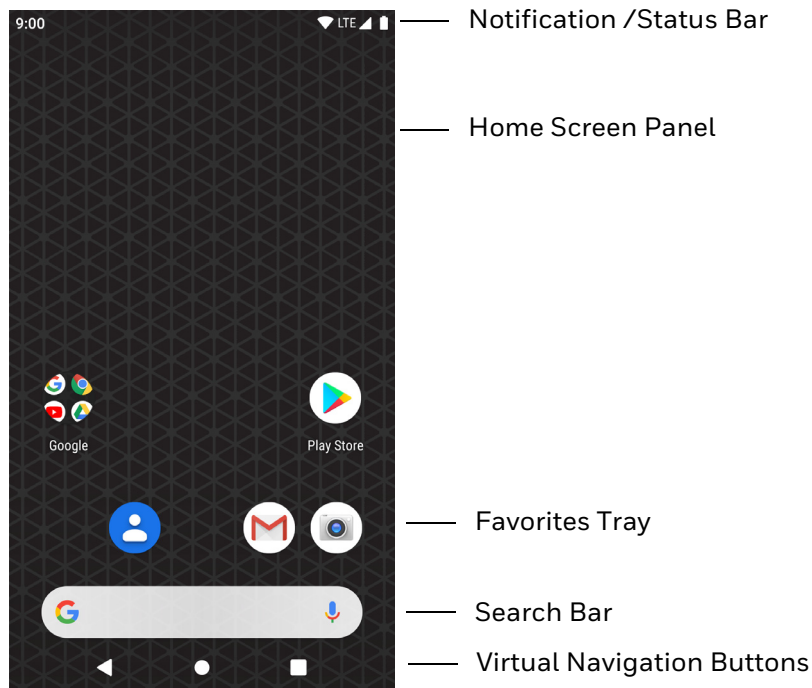 9:00 LTE
Notification /Status Bar
Home Screen Panel
Google
Play Store
Favorites Tray
Search Bar
Virtual Navigation Buttons